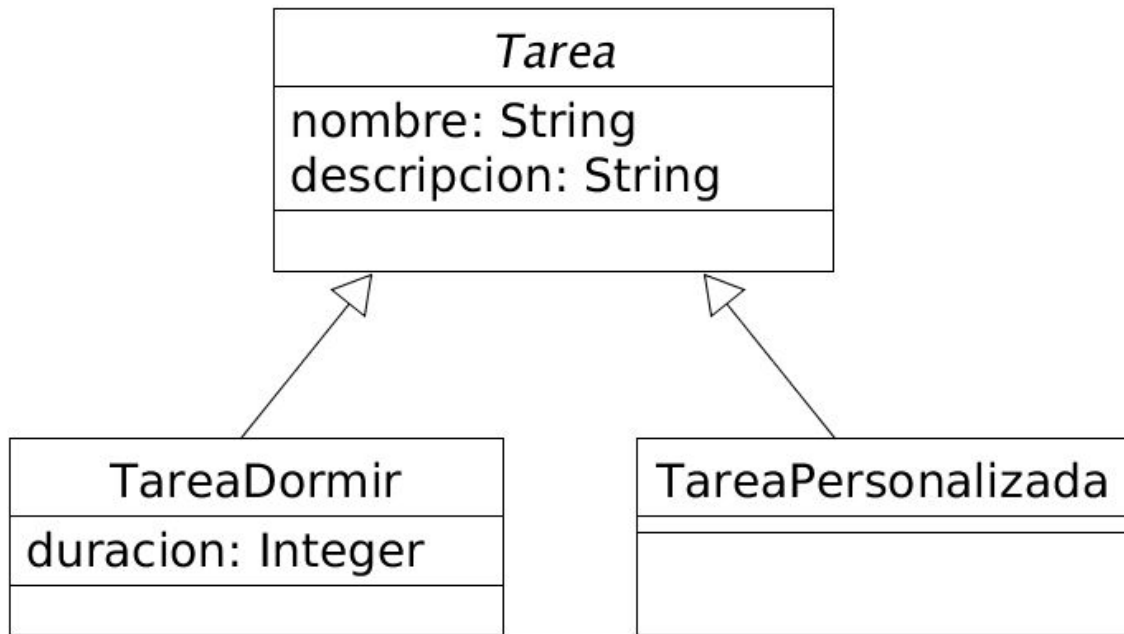 Tarea
nombre: String
descripcion: String
TareaDormir
duracion: Integer
TareaPersonalizada